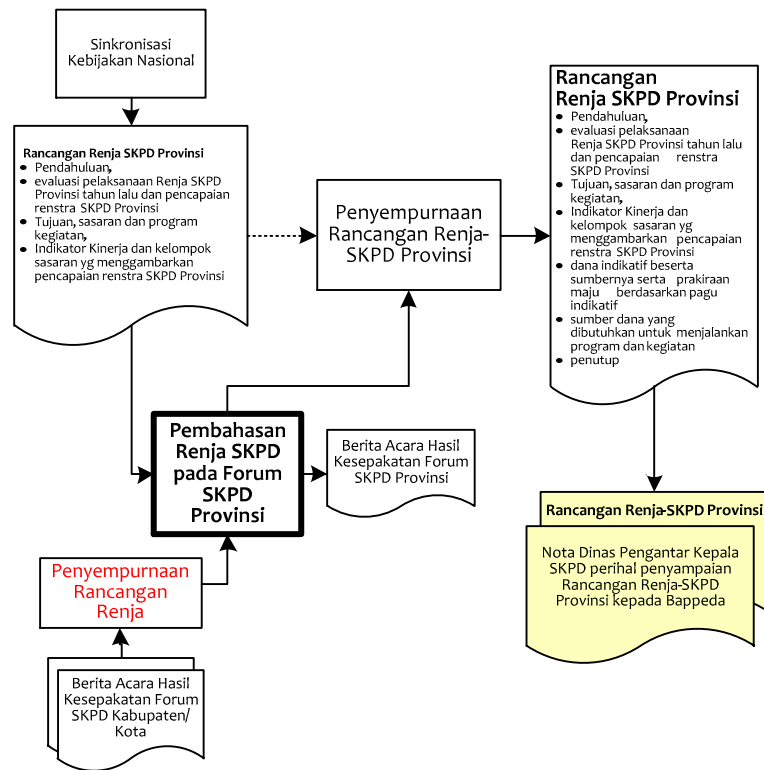 Sinkronisasi
Kebijakan Nasional
Rancangan Renja SKPD Provinsi
• Pendahuluan,
• evaluasi pelaksanaan Renja SKPD
Provinsi tahun lalu dan pencapaian
renstra SKPD Provinsi
• Tujuan, sasaran dan program
kegiatan,
• Indikator Kinerja dan kelompok
sasaran yg menggambarkan
pencapaian renstra SKPD Provinsi
Penyempurnaan
Rancangan Renja-
SKPD Provinsi
Rancangan
Renja SKPD Provinsi
• Pendahuluan,
• evaluasi pelaksanaan
Renja SKPD Provinsi tahun lalu
dan pencapaian renstra
SKPD Provinsi
• Tujuan, sasaran dan program
kegiatan,
• Indikator Kinerja dan
kelompok sasaran yg
menggambarkan pencapaian
renstra SKPD Provinsi
• dana indikatif beserta
sumbernya serta prakiraan
maju berdasarkan pagu
indikatif
• sumber dana yang
dibutuhkan untuk menjalankan
program dan kegiatan
• penutup
Pembahasan
Renja SKPD
pada Forum
SKPD
Provinsi
Berita Acara Hasil
Kesepakatan Forum
SKPD Provinsi
Rancangan Renja-SKPD Provinsi
Nota Dinas Pengantar Kepala
SKPD perihal penyampaian
Rancangan Renja-SKPD
Provinsi kepada Bappeda
Penyempurnaan
Rancangan
Renja
Berita Acara Hasil
Kesepakatan Forum
SKPD Kabupaten/
Kota